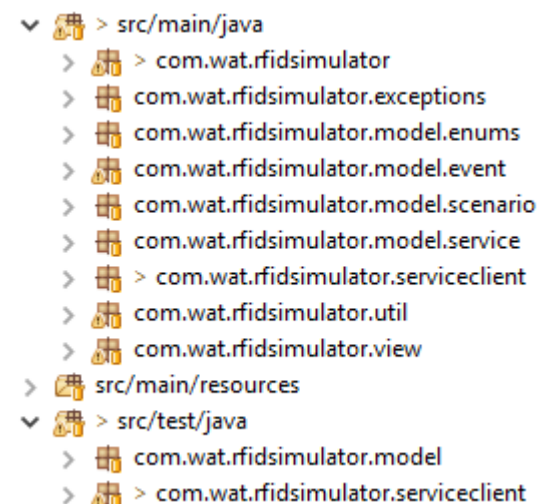 > src/main/java
> com.wat.rfidsimulator
com.wat.rfidsimulator.exceptions
com.wat.rfidsimulator.model.enums
com.wat.rfidsimulator.model.event
com.wat.rfidsimulator.model.scenario
com.wat.rfidsimulator.model.service
> com.wat.rfidsimulator.serviceclient
com.wat.rfidsimulator.util
com.wat.rfidsimulator.view
src/main/resources
> src/test/java
com.wat.rfidsimulator.model
> com.wat.rfidsimulator.serviceclient